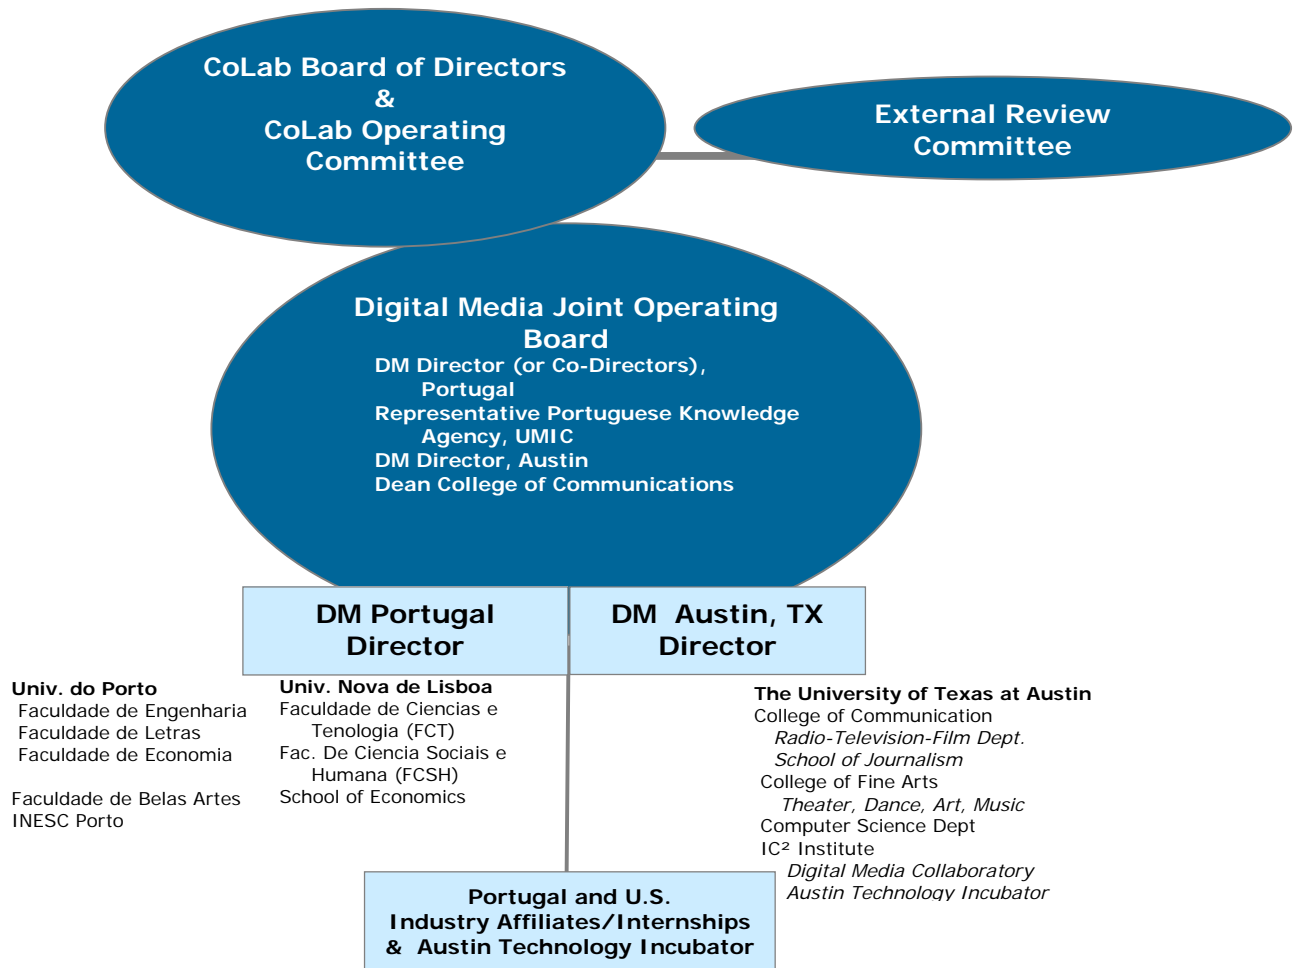 CoLab Board of Directors
&
CoLab Operating
Committee
External Review
Committee
Digital Media Joint Operating
Board
DM Director (or Co-Directors),
Portugal
Representative Portuguese Knowledge
Agency, UMIC
DM Director, Austin
Dean College of Communications
DM Portugal
Director
DM Austin, TX
Director
Univ. do Porto
Faculdade de Engenharia
Faculdade de Letras
Faculdade de Economia
Faculdade de Belas Artes
INESC Porto
Univ. Nova de Lisboa
Faculdade de Ciencias e
Tenologia (FCT)
Fac. De Ciencia Sociais e
Humana (FCSH)
School of Economics
The University of Texas at Austin
College of Communication
Radio-Television-Film Dept.
School of Journalism
College of Fine Arts
Theater, Dance, Art, Music
Computer Science Dept
IC² Institute
Digital Media Collaboratory
Austin Technology Incubator
Portugal and U.S.
Industry Affiliates/Internships
& Austin Technology Incubator